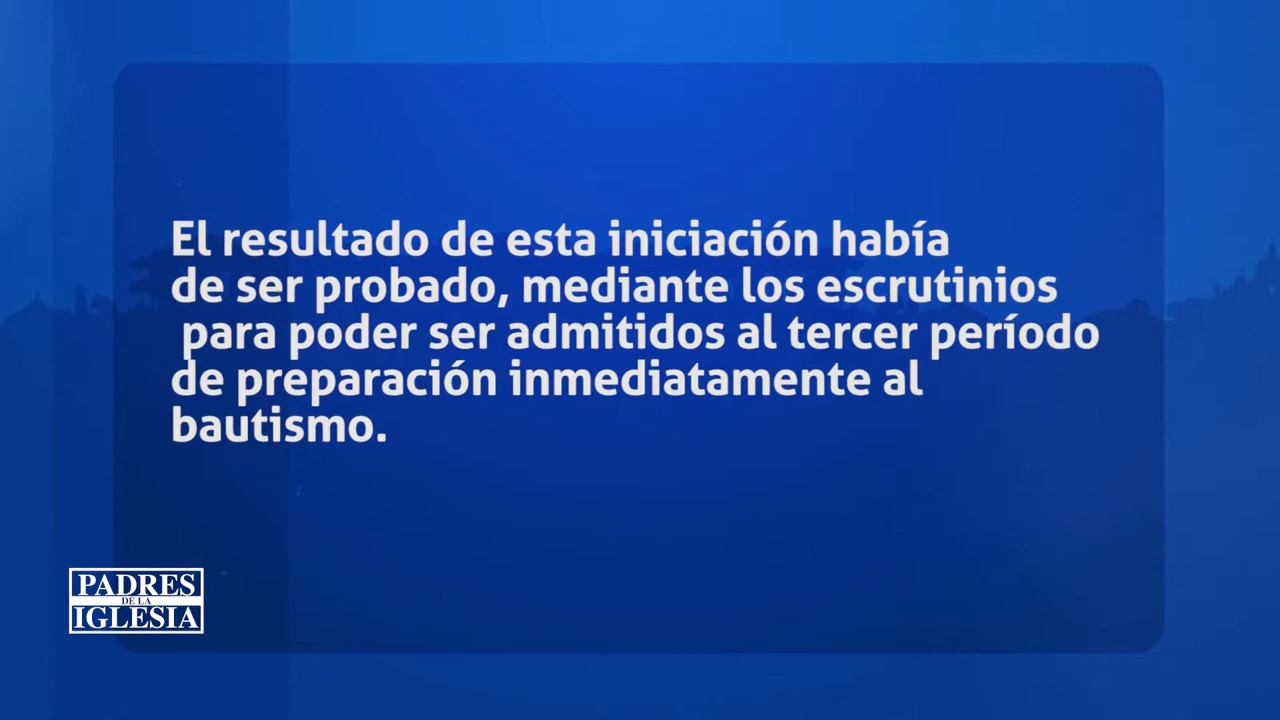 El resultado de esta iniciación había
de ser probado, mediante los escrutinios
para poder ser admitidos al tercer período
de preparación inmediatamente al
bautismo.
PADRES
DE LA
IGLESIA